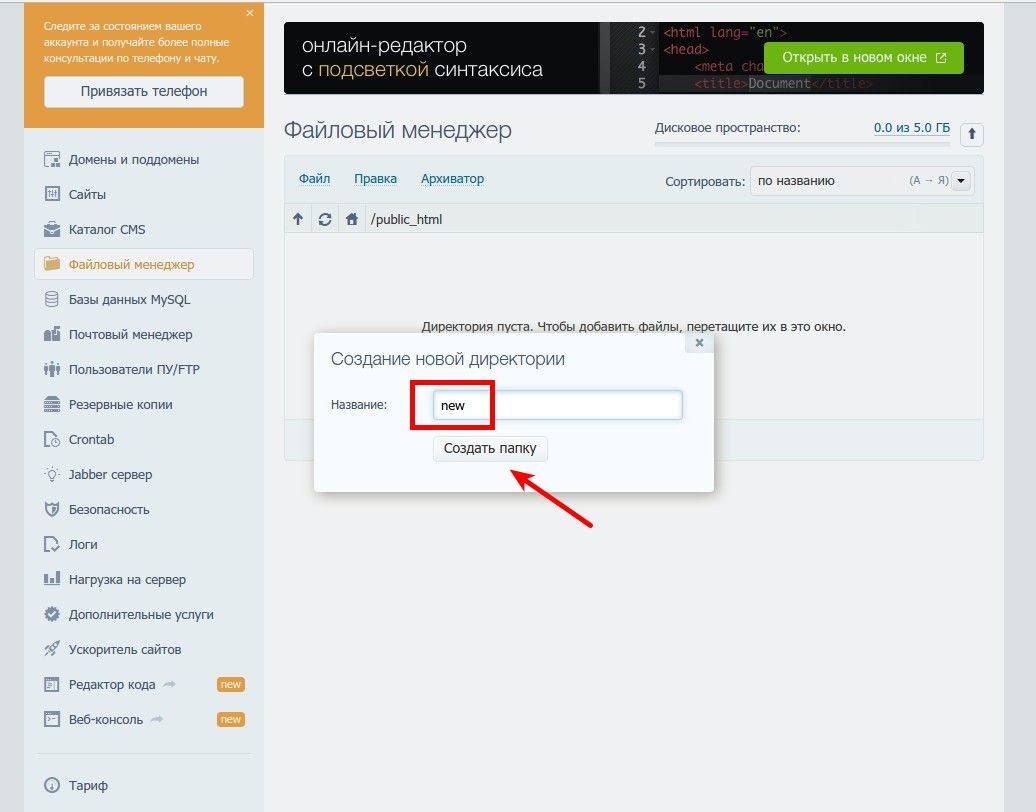 Следите за состоянием вашего
аккаунта и получайте более полные
консультации по телефону и чату.
Привязать телефон
Домены и поддомены
Сайты
Каталог CMS
Файловый менеджер
Базы данных MySQL
Почтовый менеджер
Пользователи ПУ/FTP
Резервные копии
Crontab
Jabber сервер
Безопасность
Логи
Нагрузка на сервер
Дополнительные услуги
Ускоритель сайтов
Редактор кода new
Веб-консоль new
Тариф
онлайн-редактор
с подсветкой синтаксиса
2 <html lang="en">
3 <head>
4 <meta cha
5 <title>Document</title>
Открыть в новом окне
Файловый менеджер
Дисковое пространство: 0.0 из 5.0 ГБ
Файл Правка Архиватор
Сортировать: по названию (А → Я)
/public_html
Директория пуста. Чтобы добавить файлы, перетащите их в это окно.
Создание новой директории
Название: new
Создать папку